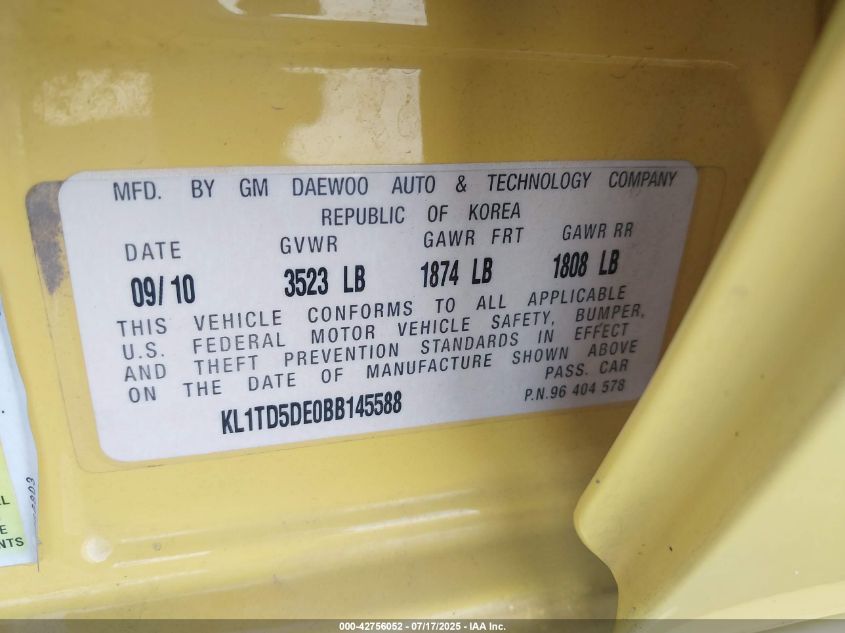 MFD. BY GM DAEWOO AUTO & TECHNOLOGY COMPANY
REPUBLIC OF KOREA
DATE GVWR GAWR FRT GAWR RR
09/10 3523 LB 1874 LB 1808 LB
THIS VEHICLE CONFORMS TO ALL APPLICABLE
U.S. FEDERAL MOTOR VEHICLE SAFETY, BUMPER,
AND THEFT PREVENTION STANDARDS IN EFFECT
ON THE DATE OF MANUFACTURE SHOWN ABOVE
PASS. CAR
KL1TD5DE0BB145588
P.N.96 404 578
000-42756052 / 07/17/2025 - IAA Inc.